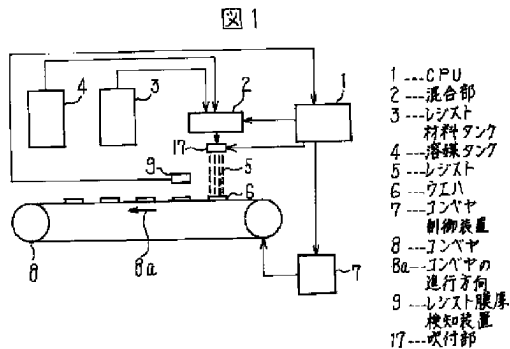 図1
4
3
2
1
17
5
9
6
8
8a
7
1---CPU
2---混合部
3---レジスト
材料タンク
4---溶媒タンク
5---レジスト
6---ウエハ
7---コンベヤ
制御装置
8---コンベヤ
8a---コンベヤの
進行方向
9---レジスト膜厚
検知装置
17---吹付部